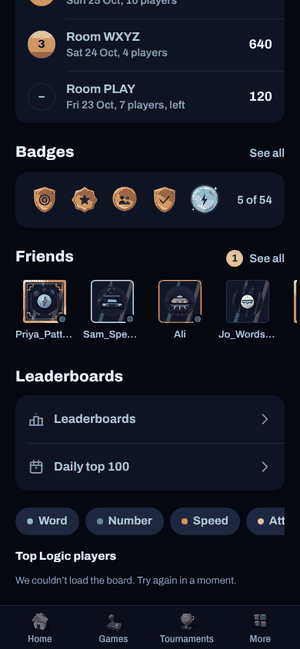 Sun 25 Oct, 10 players
3
Room WXYZ
640
Sat 24 Oct, 4 players
–
Room PLAY
120
Fri 23 Oct, 7 players, left
Badges
See all
5 of 54
Friends
1
See all
Priya_Patt...
Sam_Spe...
Ali
Jo_Words...
Leaderboards
Leaderboards
Daily top 100
Word
Number
Speed
Att
Top Logic players
We couldn't load the board. Try again in a moment.
Home
Games
Tournaments
More